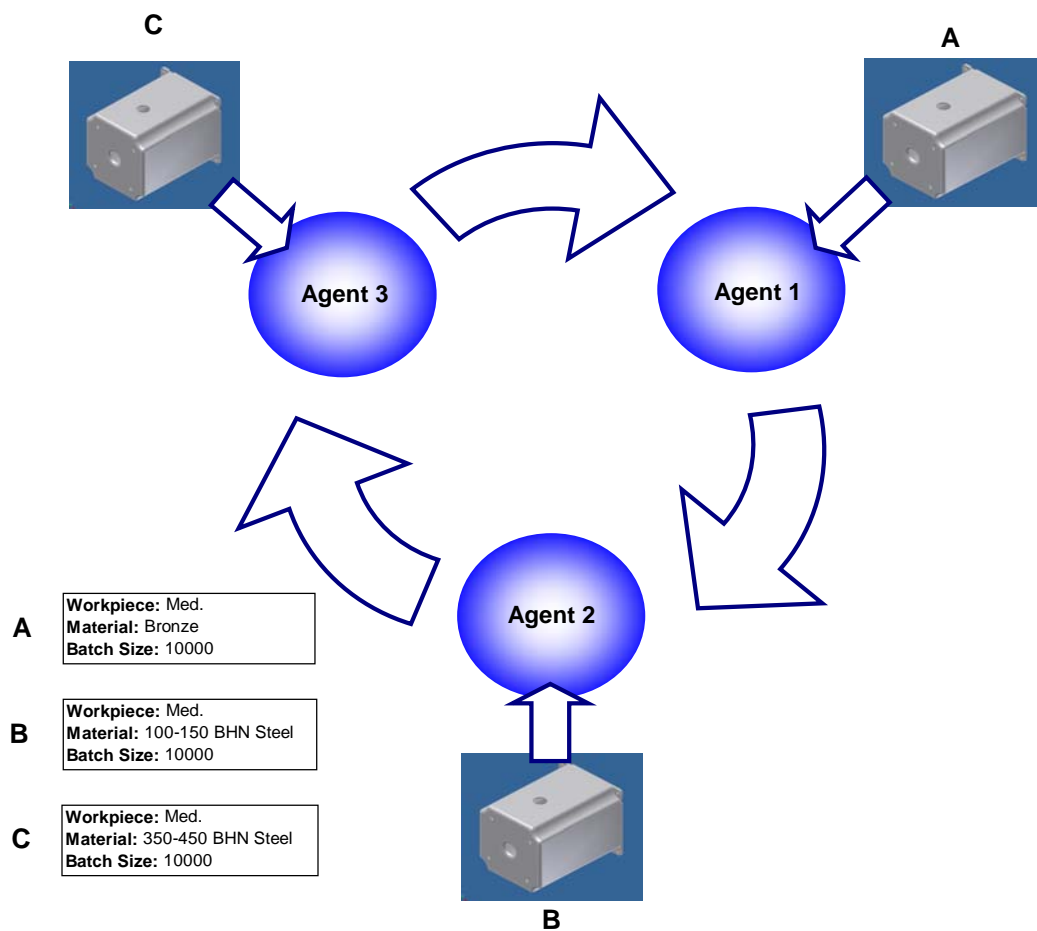 C
A
Agent 3
Agent 1
Agent 2
A
Workpiece: Med.
Material: Bronze
Batch Size: 10000
B
Workpiece: Med.
Material: 100-150 BHN Steel
Batch Size: 10000
C
Workpiece: Med.
Material: 350-450 BHN Steel
Batch Size: 10000
B